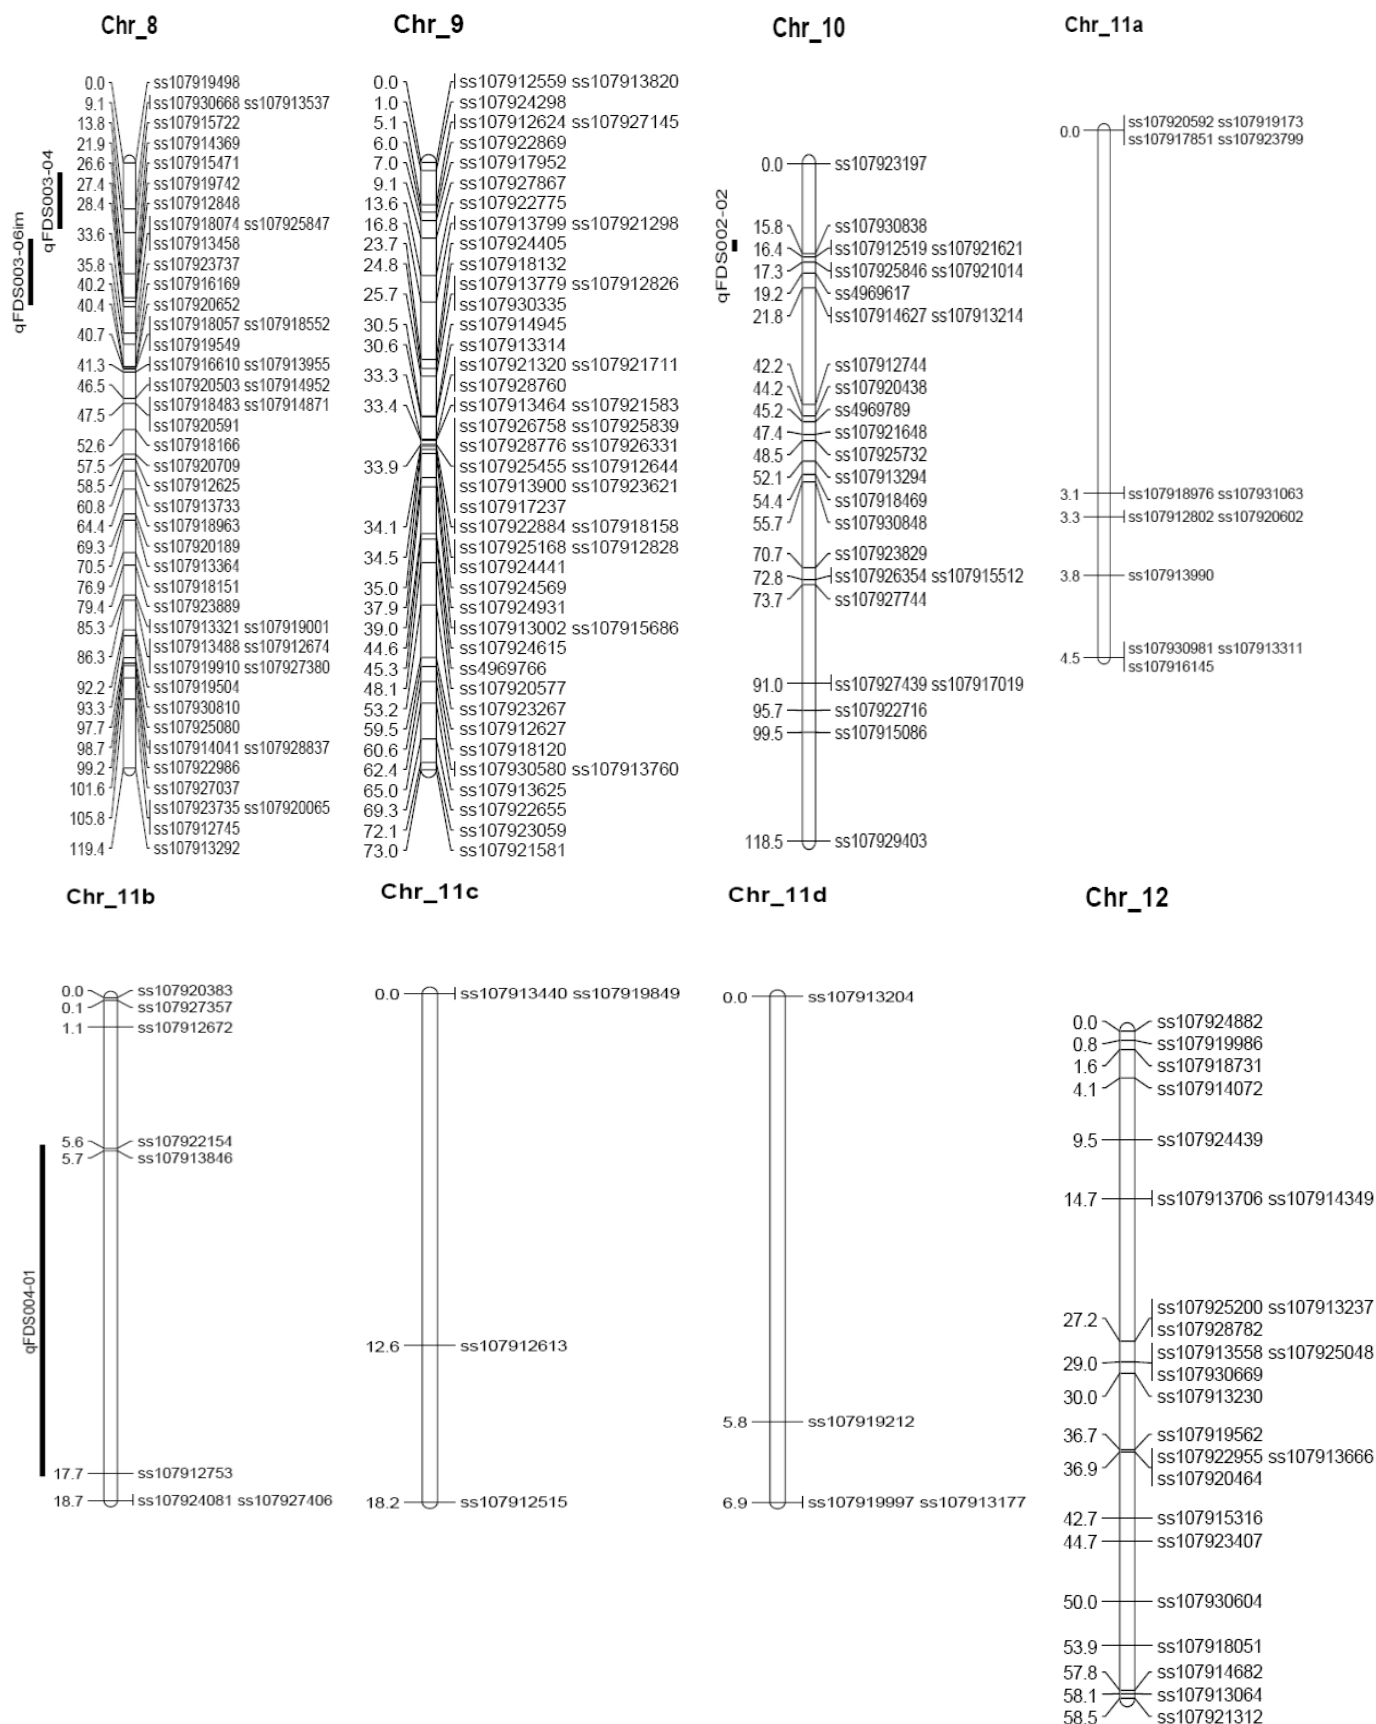 Chr_8
qFDS003-06im
qFDS003-04
0.0 ss107919498
9.1 ss107930668 ss107913537
13.8 ss107915722
21.9 ss107914369
26.6 ss107915471
27.4 ss107919742
28.4 ss107912848
ss107918074 ss107925847
33.6 ss107913458
35.8 ss107923737
40.2 ss107916169
40.4 ss107920652
ss107918057 ss107918552
40.7 ss107919549
41.3 ss107916610 ss107913955
46.5 ss107920503 ss107914952
47.5 ss107918483 ss107914871
ss107920591
52.6 ss107918166
57.5 ss107920709
58.5 ss107912625
60.8 ss107913733
64.4 ss107918963
69.3 ss107920189
70.5 ss107913364
76.9 ss107918151
79.4 ss107923889
85.3 ss107913321 ss107919001
86.3 ss107913488 ss107912674
ss107919910 ss107927380
92.2 ss107919504
93.3 ss107930810
97.7 ss107925080
98.7 ss107914041 ss107928837
99.2 ss107922986
101.6 ss107927037
105.8 ss107923735 ss107920065
ss107912745
119.4 ss107913292
Chr_9
0.0 ss107912559 ss107913820
1.0 ss107924298
5.1 ss107912624 ss107927145
6.0 ss107922869
7.0 ss107917952
9.1 ss107927867
13.6 ss107922775
16.8 ss107913799 ss107921298
23.7 ss107924405
24.8 ss107918132
25.7 ss107913779 ss107912826
ss107930335
30.5 ss107914945
30.6 ss107913314
33.3 ss107921320 ss107921711
ss107928760
33.4 ss107913464 ss107921583
ss107926758 ss107925839
ss107928776 ss107926331
33.9 ss107925455 ss107912644
ss107913900 ss107923621
ss107917237
34.1 ss107922884 ss107918158
34.5 ss107925168 ss107912828
ss107924441
35.0 ss107924569
37.9 ss107924931
39.0 ss107913002 ss107915686
44.6 ss107924615
45.3 ss4969766
48.1 ss107920577
53.2 ss107923267
59.5 ss107912627
60.6 ss107918120
62.4 ss107930580 ss107913760
65.0 ss107913625
69.3 ss107922655
72.1 ss107923059
73.0 ss107921581
Chr_10
qFDS002-02
0.0 ss107923197
15.8 ss107930838
16.4 ss107912519 ss107921621
17.3 ss107925846 ss107921014
19.2 ss4969617
21.8 ss107914627 ss107913214
42.2 ss107912744
44.2 ss107920438
45.2 ss4969789
47.4 ss107921648
48.5 ss107925732
52.1 ss107913294
54.4 ss107918469
55.7 ss107930848
70.7 ss107923829
72.8 ss107926354 ss107915512
73.7 ss107927744
91.0 ss107927439 ss107917019
95.7 ss107922716
99.5 ss107915086
118.5 ss107929403
Chr_11a
0.0 ss107920592 ss107919173
ss107917851 ss107923799
3.1 ss107918976 ss107931063
3.3 ss107912802 ss107920602
3.8 ss107913990
4.5 ss107930981 ss107913311
ss107916145
Chr_11b
qFDS004-01
0.0 ss107920383
0.1 ss107927357
1.1 ss107912672
5.6 ss107922154
5.7 ss107913846
17.7 ss107912753
18.7 ss107924081 ss107927406
Chr_11c
0.0 ss107913440 ss107919849
12.6 ss107912613
18.2 ss107912515
Chr_11d
0.0 ss107913204
5.8 ss107919212
6.9 ss107919997 ss107913177
Chr_12
0.0 ss107924882
0.8 ss107919986
1.6 ss107918731
4.1 ss107914072
9.5 ss107924439
14.7 ss107913706 ss107914349
27.2 ss107925200 ss107913237
ss107928782
29.0 ss107913558 ss107925048
ss107930669
30.0 ss107913230
36.7 ss107919562
36.9 ss107922955 ss107913666
ss107920464
42.7 ss107915316
44.7 ss107923407
50.0 ss107930604
53.9 ss107918051
57.8 ss107914682
58.1 ss107913064
58.5 ss107921312